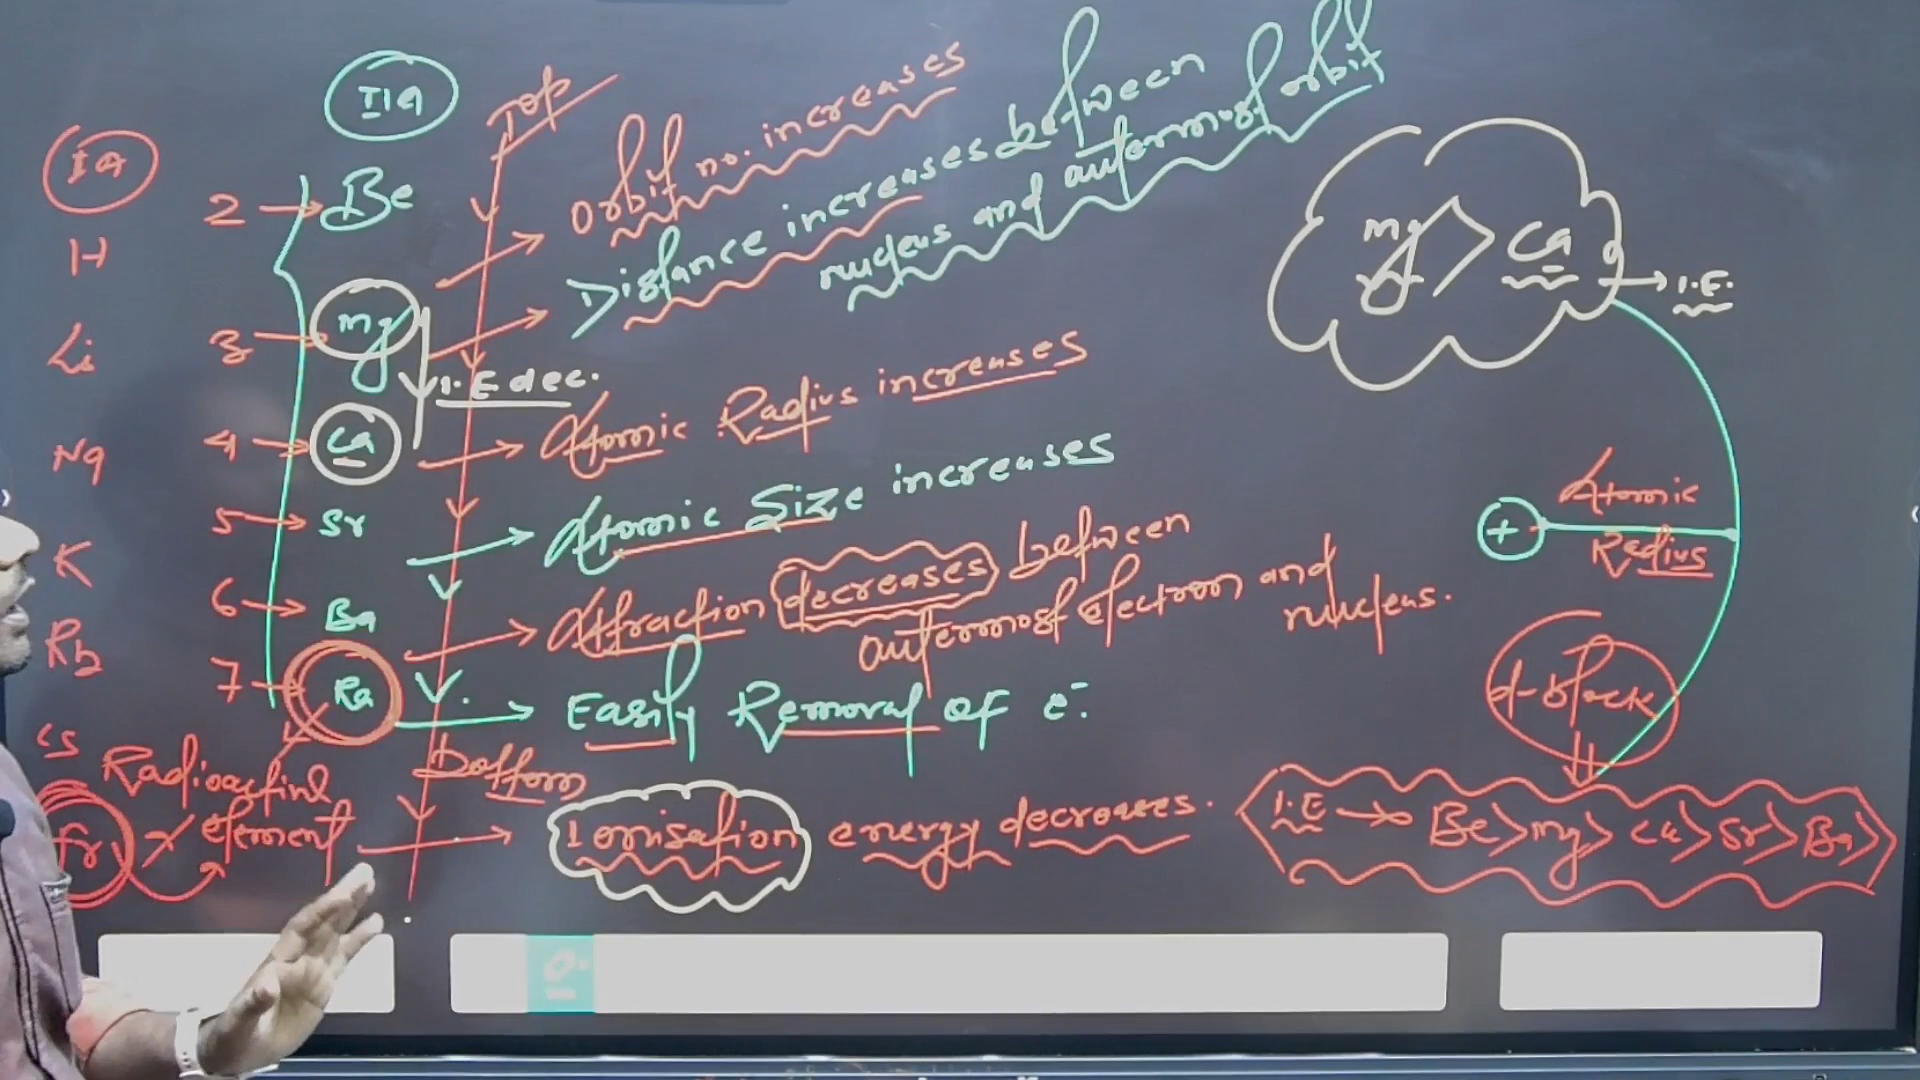 IA
H
Li
Na
K
Rb
Cs
Fr
IIA
2 → Be
3 → Mg
4 → Ca
5 → Sr
6 → Ba
7 → Ra
I.E dec.
Radioactive
element
TOP
Orbit no. increases
Distance increases between
nucleus and outermost orbit
Atomic Radius increases
Atomic Size increases
Attraction decreases between
outermost electron and
nucleus.
Easily Removal of e⁻.
bottom
Ionisation energy decreases.
Mg > Ca → I.E.
+ Atomic
Radius
d-block
I.E → Be > Mg > Ca > Sr > Ba >